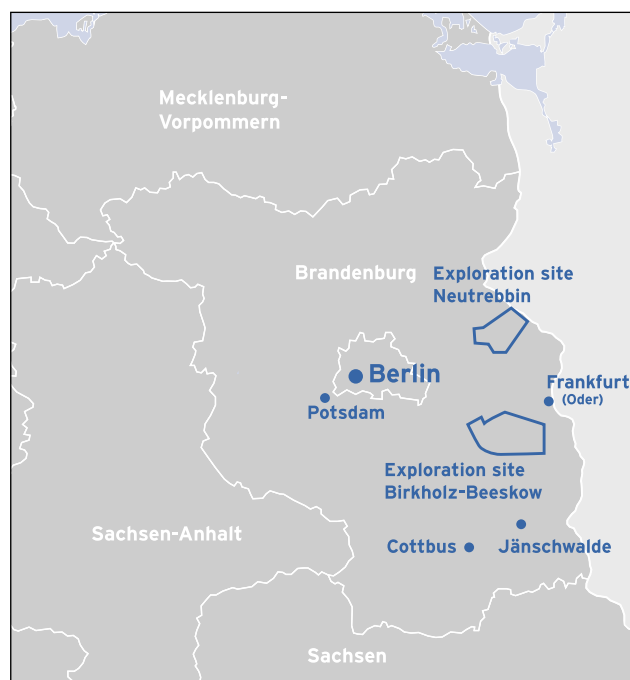 Mecklenburg-
Vorpommern
Brandenburg
Exploration site
Neutrebbin
Berlin
Potsdam
Frankfurt
(Oder)
Exploration site
Birkholz-Beeskow
Sachsen-Anhalt
Cottbus
Jänschwalde
Sachsen